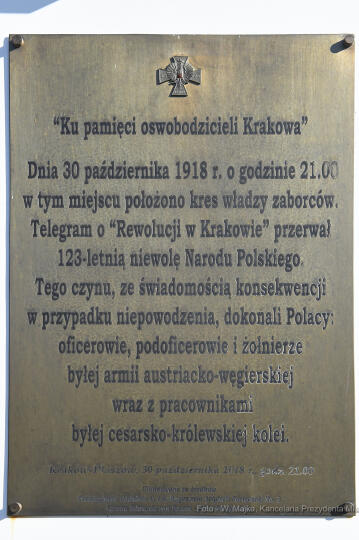 "Ku pamięci oswobodzicieli Krakowa"
Dnia 30 października 1918 r. o godzinie 21.00
w tym miejscu położono kres władzy zaborców.
Telegram o "Rewolucji w Krakowie" przerwał
123-letnią niewolę Narodu Polskiego.
Tego czynu, ze świadomością konsekwencji
w przypadku niepowodzenia, dokonali Polacy:
oficerowie, podoficerowie i żołnierze
byłej armii austriacko-węgierskiej
wraz z pracownikami
byłej cesarsko-królewskiej kolei.
Kraków-Płaszów, 30 października 1918 r. godz. 21.00
Foto - W. Majka, Kancelaria Prezydenta